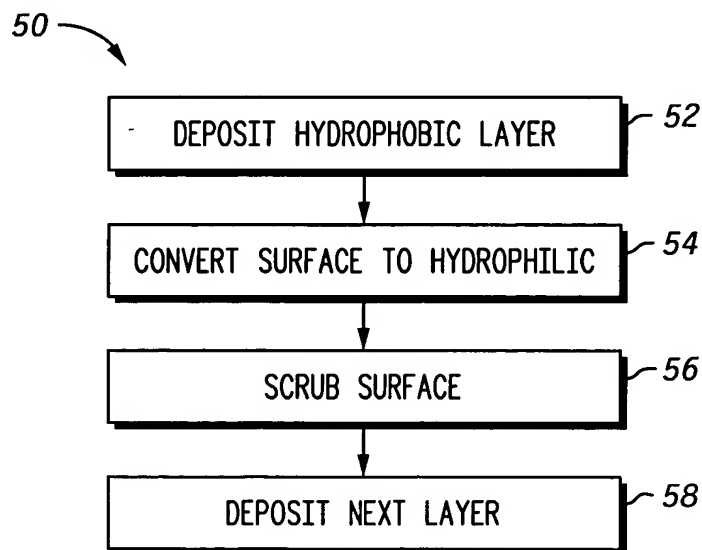 50
DEPOSIT HYDROPHOBIC LAYER
52
CONVERT SURFACE TO HYDROPHILIC
54
SCRUB SURFACE
56
DEPOSIT NEXT LAYER
58